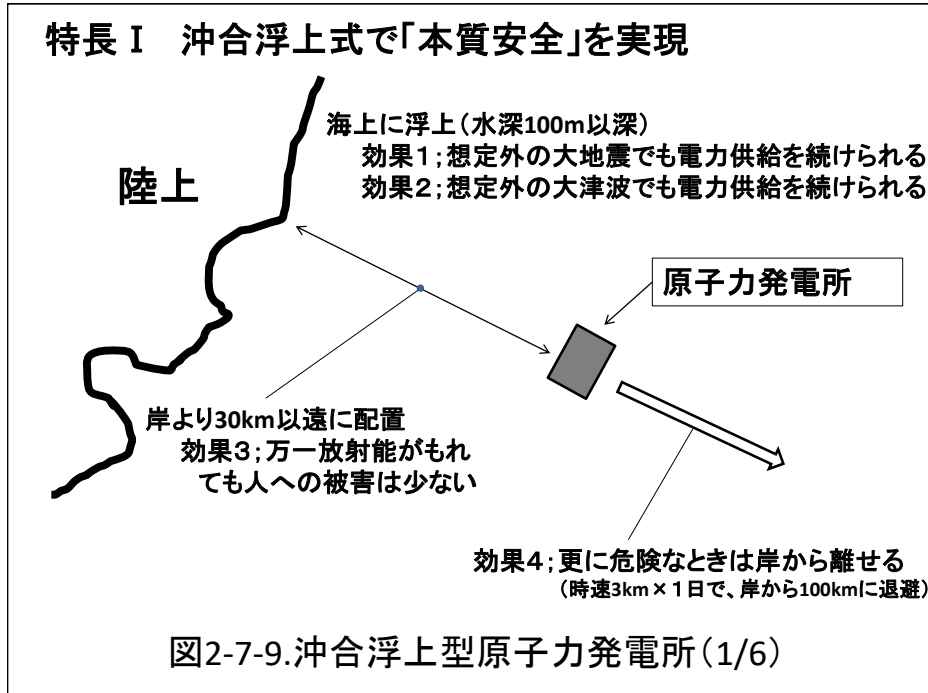 特長Ⅰ 沖合浮上式で「本質安全」を実現
海上に浮上(水深100m以深)
効果1;想定外の大地震でも電力供給を続けられる
効果2;想定外の大津波でも電力供給を続けられる
陸上
原子力発電所
岸より30km以遠に配置
効果3;万一放射能がもれ
ても人への被害は少ない
効果4;更に危険なときは岸から離せる
(時速3km×1日で、岸から100kmに退避)
図2-7-9.沖合浮上型原子力発電所(1/6)